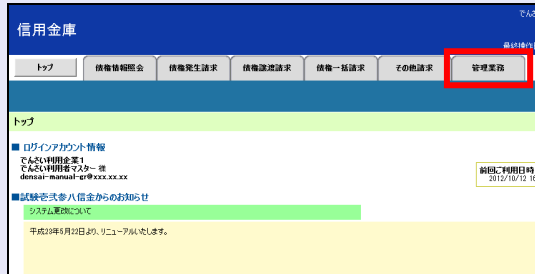 でんさ
信用金庫
最終操作
トップ 債権情報照会 債権発生請求 債権譲渡請求 債権一括請求 その他請求 管理業務
トップ
■ ログインアカウント情報
でんさい利用企業1
でんさい利用者マスター 様
densai-manual-gr@xxx.xx.xx
前回ご利用日時
2012/10/12 16
■試験壱弐参八信金からのお知らせ
システム更改について
平成23年5月22日より、リニューアルいたします。